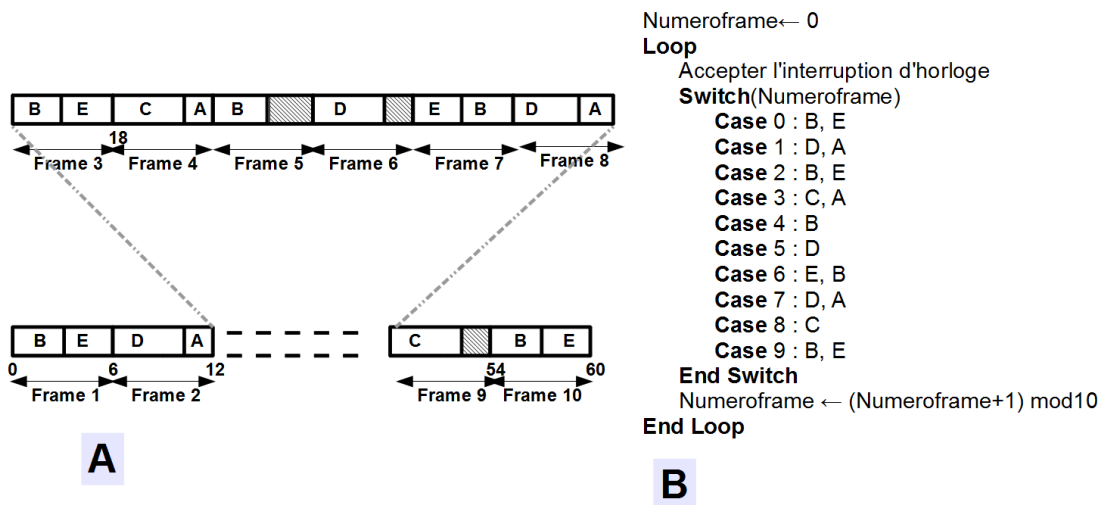 B E C A B D E B D A
18
Frame 3 Frame 4 Frame 5 Frame 6 Frame 7 Frame 8
B E D A C B E
0 6 12 54 60
Frame 1 Frame 2 Frame 9 Frame 10
A
Numeroframe← 0
Loop
Accepter l'interruption d'horloge
Switch(Numeroframe)
Case 0 : B, E
Case 1 : D, A
Case 2 : B, E
Case 3 : C, A
Case 4 : B
Case 5 : D
Case 6 : E, B
Case 7 : D, A
Case 8 : C
Case 9 : B, E
End Switch
Numeroframe ← (Numeroframe+1) mod10
End Loop
B